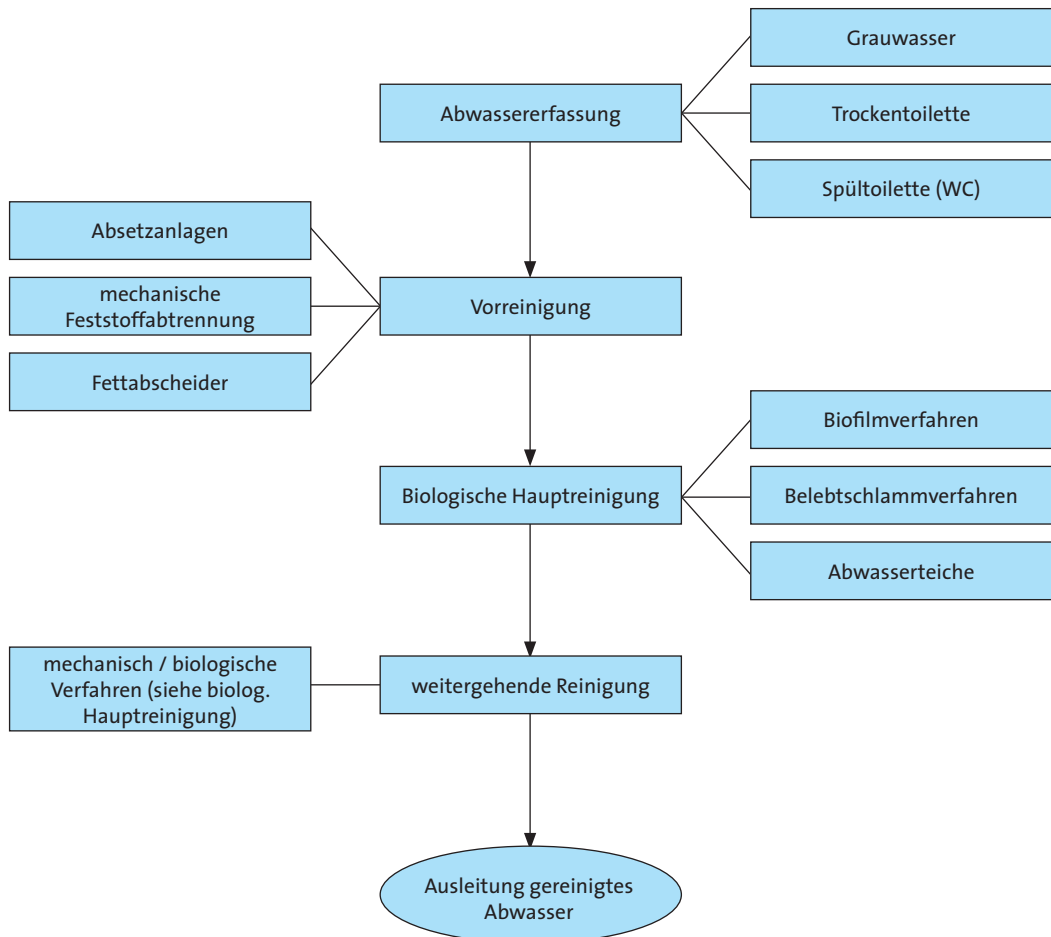 Grauwasser
Abwassererfassung
Trockentoilette
Spültoilette (WC)
Absetzanlagen
mechanische
Feststoffabtrennung
Vorreinigung
Fettabscheider
Biofilmverfahren
Biologische Hauptreinigung
Belebtschlammverfahren
Abwasserteiche
mechanisch / biologische
Verfahren (siehe biolog.
Hauptreinigung)
weitergehende Reinigung
Ausleitung gereinigtes
Abwasser